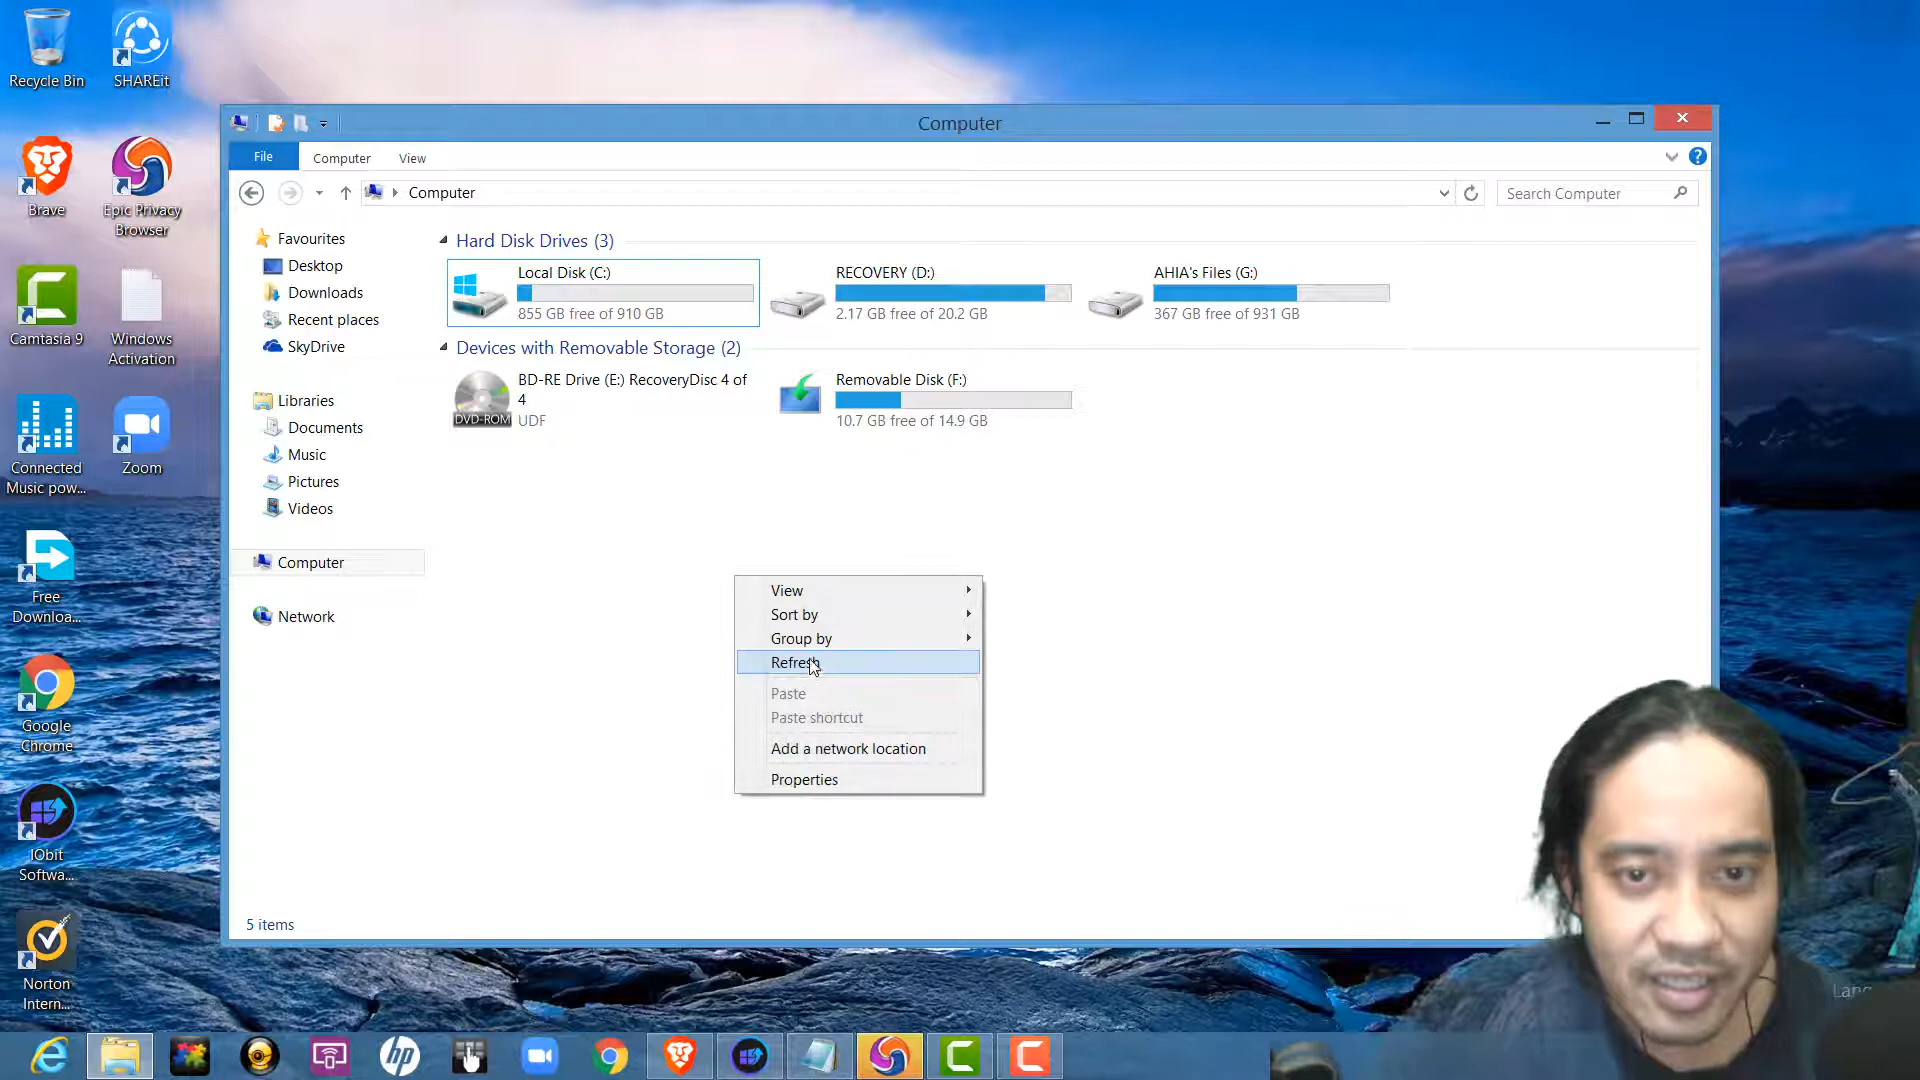 Recycle Bin
SHAREit
Brave
Epic Privacy
Browser
Camtasia 9
Windows
Activation
Connected
Music pow...
Zoom
Free
Downloa...
Google
Chrome
IObit
Softwa...
Norton
Intern...
Computer
File
Computer
View
Computer
Search Computer
Favourites
Desktop
Downloads
Recent places
SkyDrive
Libraries
Documents
Music
Pictures
Videos
Computer
Network
Hard Disk Drives (3)
Local Disk (C:)
855 GB free of 910 GB
RECOVERY (D:)
2.17 GB free of 20.2 GB
AHIA's Files (G:)
367 GB free of 931 GB
Devices with Removable Storage (2)
BD-RE Drive (E:) RecoveryDisc 4 of
4
UDF
DVD-ROM
Removable Disk (F:)
10.7 GB free of 14.9 GB
View
Sort by
Group by
Refresh
Paste
Paste shortcut
Add a network location
Properties
5 items
hp